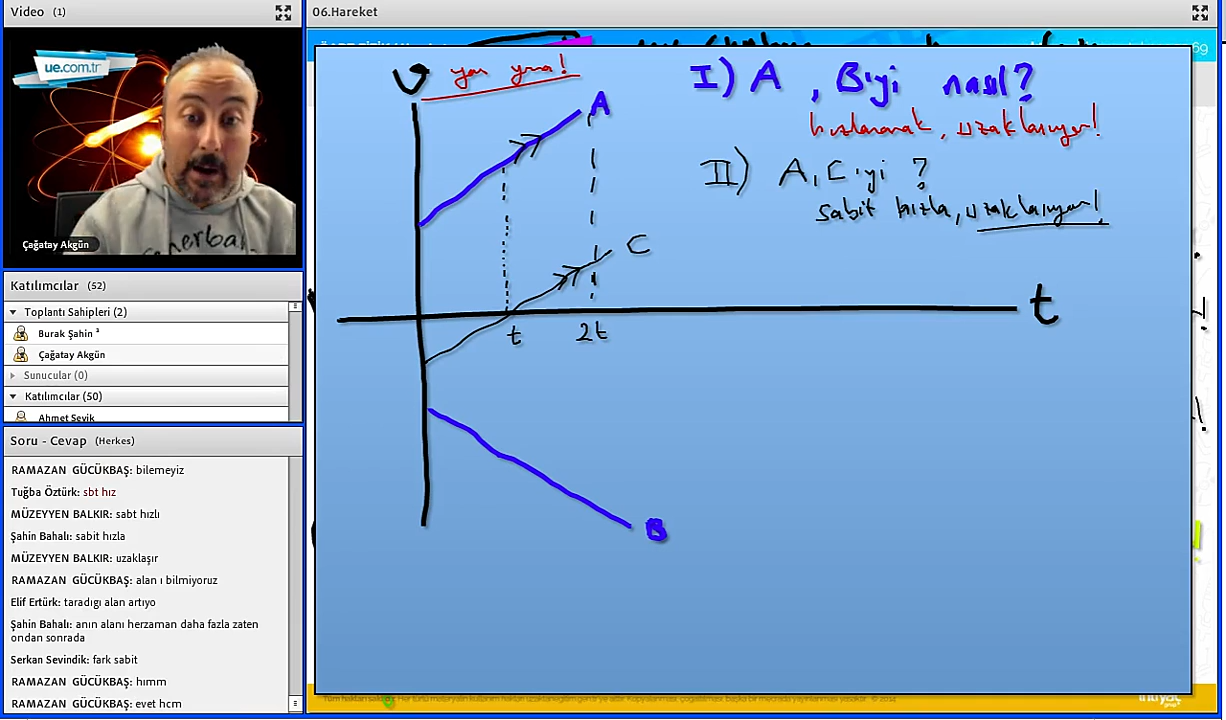 Video (1)
ue.com.tr
Çağatay Akgün
Katılımcılar (52)
Toplantı Sahipleri (2)
Burak Şahin ³
Çağatay Akgün
Sunucular (0)
Katılımcılar (50)
Ahmet Sevik
Soru - Cevap (Herkes)
RAMAZAN GÜCÜKBAŞ: bilemeyiz
Tuğba Öztürk: sbt hız
MÜZEYYEN BALKIR: sabt hızlı
Şahin Bahalı: sabit hızla
MÜZEYYEN BALKIR: uzaklaşır
RAMAZAN GÜCÜKBAŞ: alan ı bilmiyoruz
Elif Ertürk: taradıgı alan artıyo
Şahin Bahalı: anın alanı herzaman daha fazla zaten
ondan sonrada
Serkan Sevindik: fark sabit
RAMAZAN GÜCÜKBAŞ: hımm
RAMAZAN GÜCÜKBAŞ: evet hcm
06.Hareket
69
υ yan yana!
A
I) A, B'yi nasıl?
hızlanarak, uzaklaşıyor!
II) A, C'yi ?
sabit hızla, uzaklaşıyor!
C
t
t 2t
B